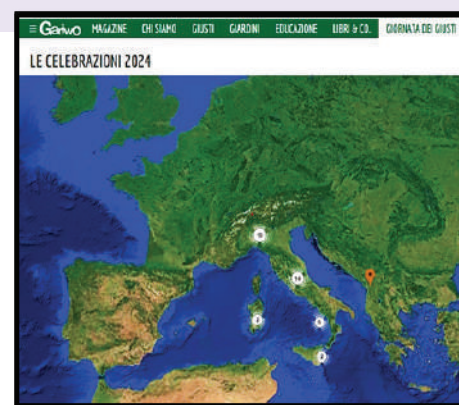 ≡ Gariwo MAGAZINE CHI SIAMO GIUSTI GIARDINI EDUCAZIONE LIBRI & CO. GIORNATA DEI GIUSTI
LE CELEBRAZIONI 2024